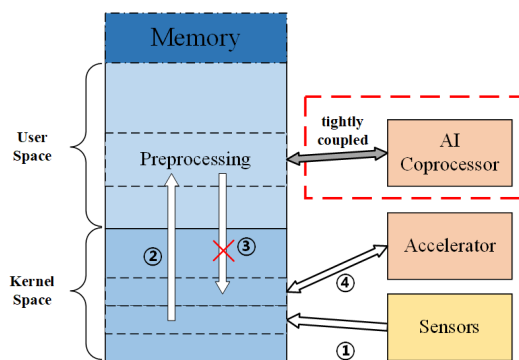 Memory
User
Space
Preprocessing
tightly
coupled
AI
Coprocessor
②
③
Accelerator
④
Kernel
Space
Sensors
①